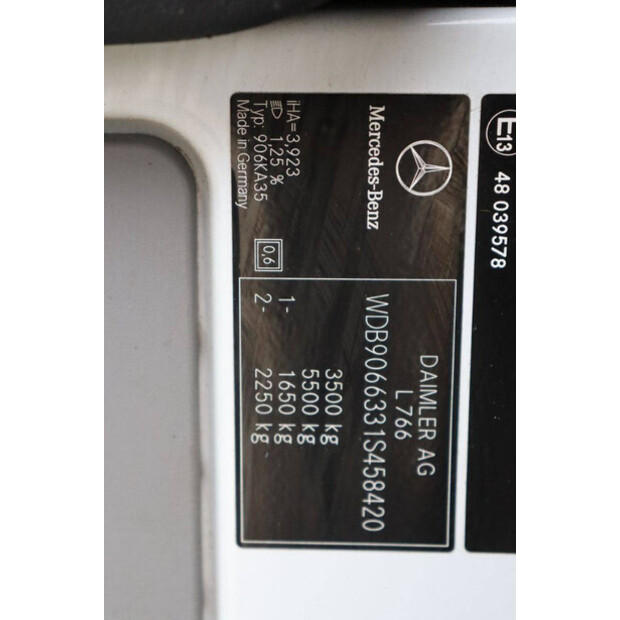 E13
48 039578
Mercedes-Benz
iHA=3,923
1,25 %
Typ: 906KA35
Made in Germany
0,6
DAIMLER AG
L 766
WDB9066331S458420
3500 kg
5500 kg
1- 1650 kg
2- 2250 kg